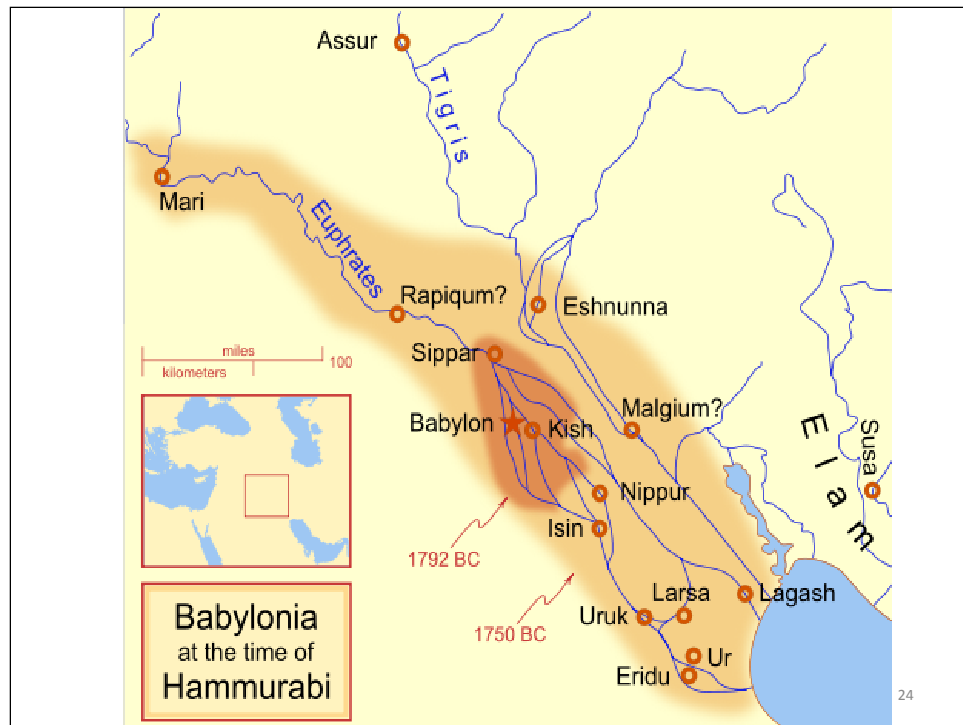 Assur
Tigris
Mari
Euphrates
Rapiqum?
Eshnunna
Sippar
miles
100
kilometers
Babylon
Kish
Malgium?
Elam
Susa
Nippur
Isin
1792 BC
Larsa
Lagash
Uruk
1750 BC
Ur
Eridu
Babylonia
at the time of
Hammurabi
24